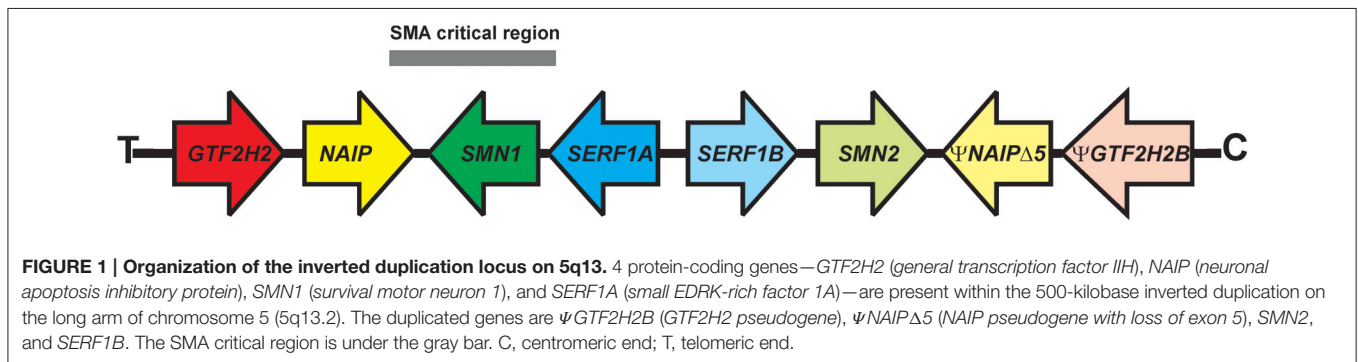 SMA critical region
T GTF2H2 NAIP SMN1 SERF1A SERF1B SMN2 ΨNAIPΔ5 ΨGTF2H2B C
FIGURE 1 | Organization of the inverted duplication locus on 5q13. 4 protein-coding genes—GTF2H2 (general transcription factor IIH), NAIP (neuronal
apoptosis inhibitory protein), SMN1 (survival motor neuron 1), and SERF1A (small EDRK-rich factor 1A)—are present within the 500-kilobase inverted duplication on
the long arm of chromosome 5 (5q13.2). The duplicated genes are ΨGTF2H2B (GTF2H2 pseudogene), ΨNAIPΔ5 (NAIP pseudogene with loss of exon 5), SMN2,
and SERF1B. The SMA critical region is under the gray bar. C, centromeric end; T, telomeric end.